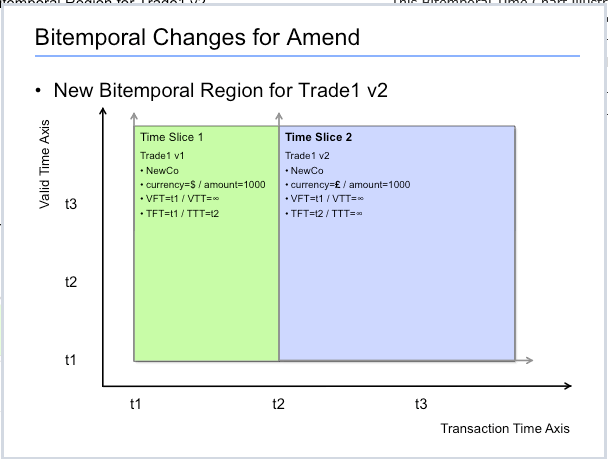 Bitemporal Changes for Amend
• New Bitemporal Region for Trade1 v2
Valid Time Axis
t3
t2
t1
Time Slice 1
Trade1 v1
• NewCo
• currency=$ / amount=1000
• VFT=t1 / VTT=∞
• TFT=t1 / TTT=t2
Time Slice 2
Trade1 v2
• NewCo
• currency=£ / amount=1000
• VFT=t1 / VTT=∞
• TFT=t2 / TTT=∞
t1 t2 t3
Transaction Time Axis